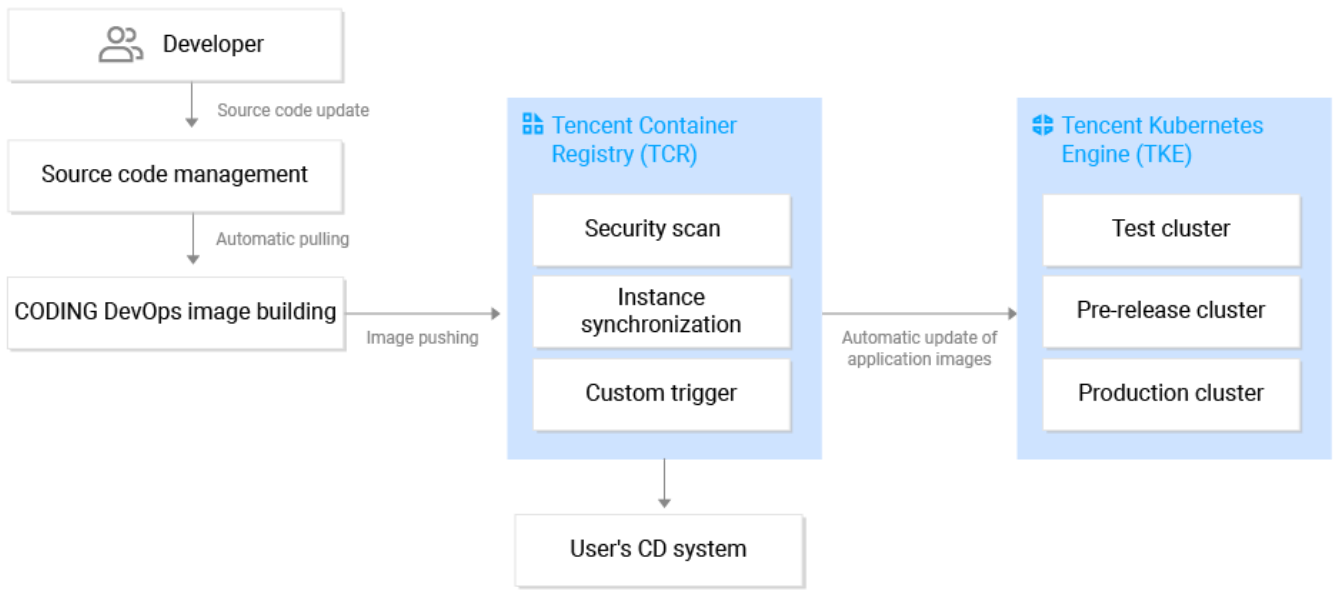 Developer
Source code update
Source code management
Automatic pulling
CODING DevOps image building
Image pushing
Tencent Container
Registry (TCR)
Security scan
Instance
synchronization
Custom trigger
User's CD system
Automatic update of
application images
Tencent Kubernetes
Engine (TKE)
Test cluster
Pre-release cluster
Production cluster